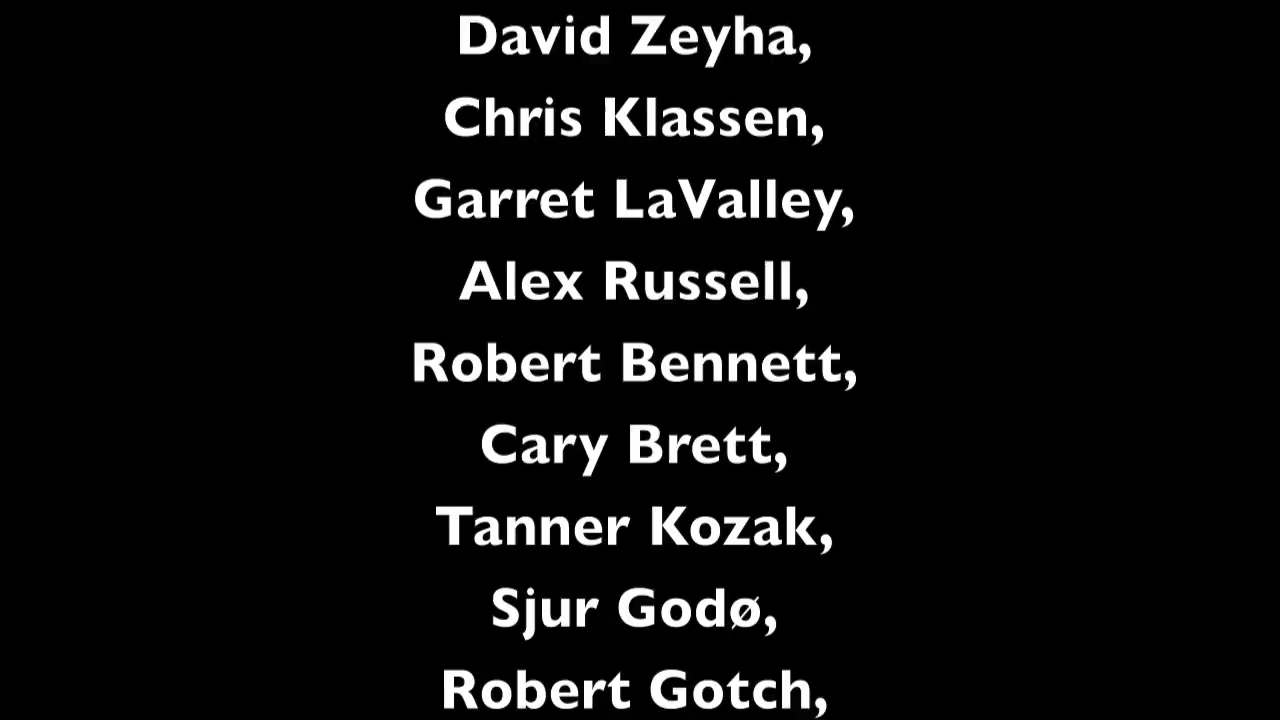 David Zeyha,
Chris Klassen,
Garret LaValley,
Alex Russell,
Robert Bennett,
Cary Brett,
Tanner Kozak,
Sjur Godø,
Robert Gotch,